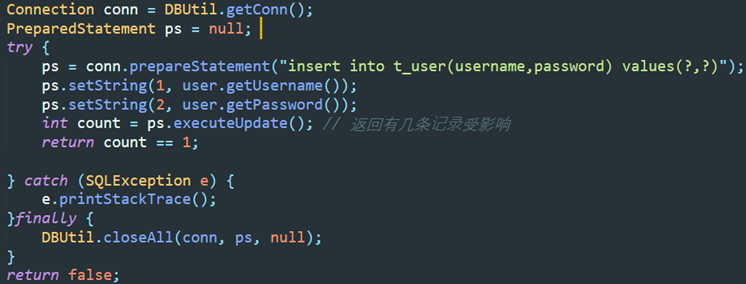 Connection conn = DBUtil.getConn();
PreparedStatement ps = null;
try {
ps = conn.prepareStatement("insert into t_user(username,password) values(?,?)");
ps.setString(1, user.getUsername());
ps.setString(2, user.getPassword());
int count = ps.executeUpdate(); // 返回有几条记录受影响
return count == 1;
} catch (SQLException e) {
e.printStackTrace();
}finally {
DBUtil.closeAll(conn, ps, null);
}
return false;